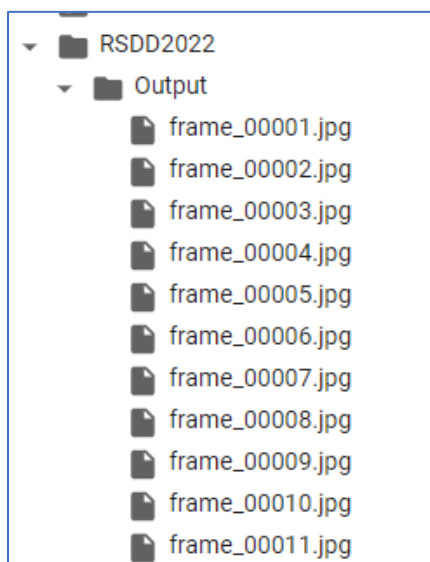 RSDD2022
Output
frame_00001.jpg
frame_00002.jpg
frame_00003.jpg
frame_00004.jpg
frame_00005.jpg
frame_00006.jpg
frame_00007.jpg
frame_00008.jpg
frame_00009.jpg
frame_00010.jpg
frame_00011.jpg